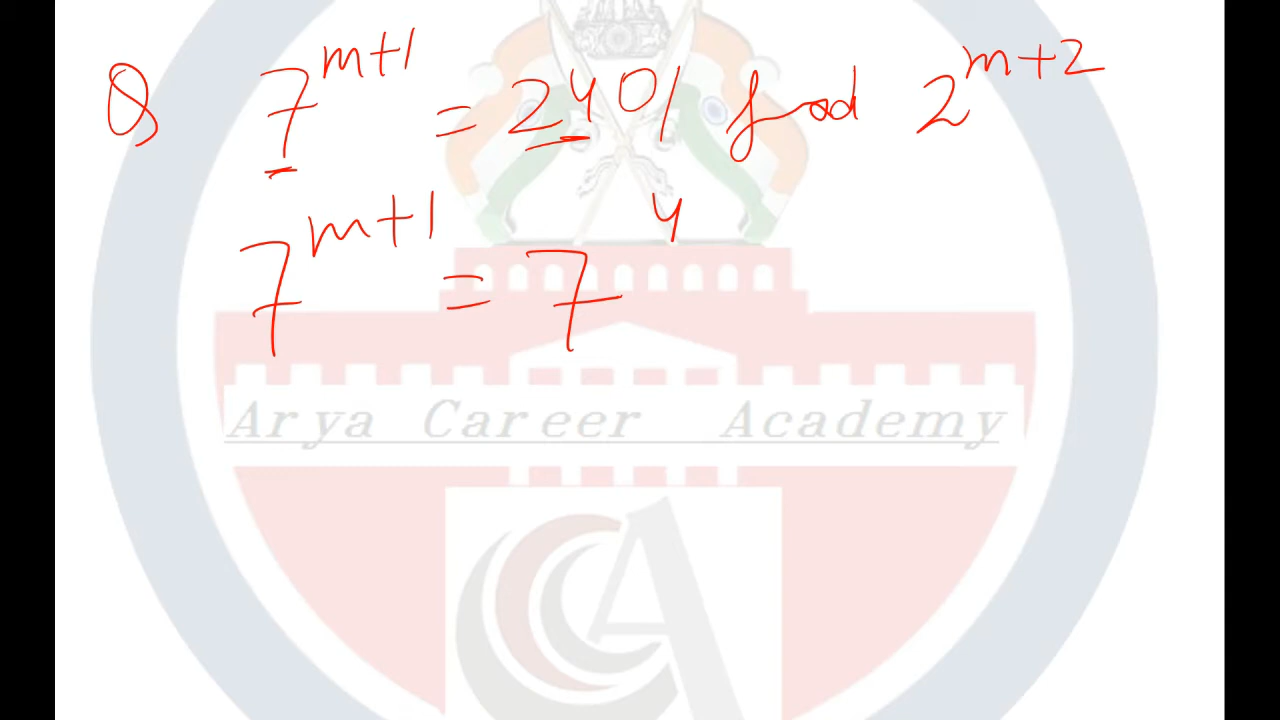 Q 7^{m+1} = 2401 find 2^{m+2}
7^{m+1} = 7^4
Arya Career Academy